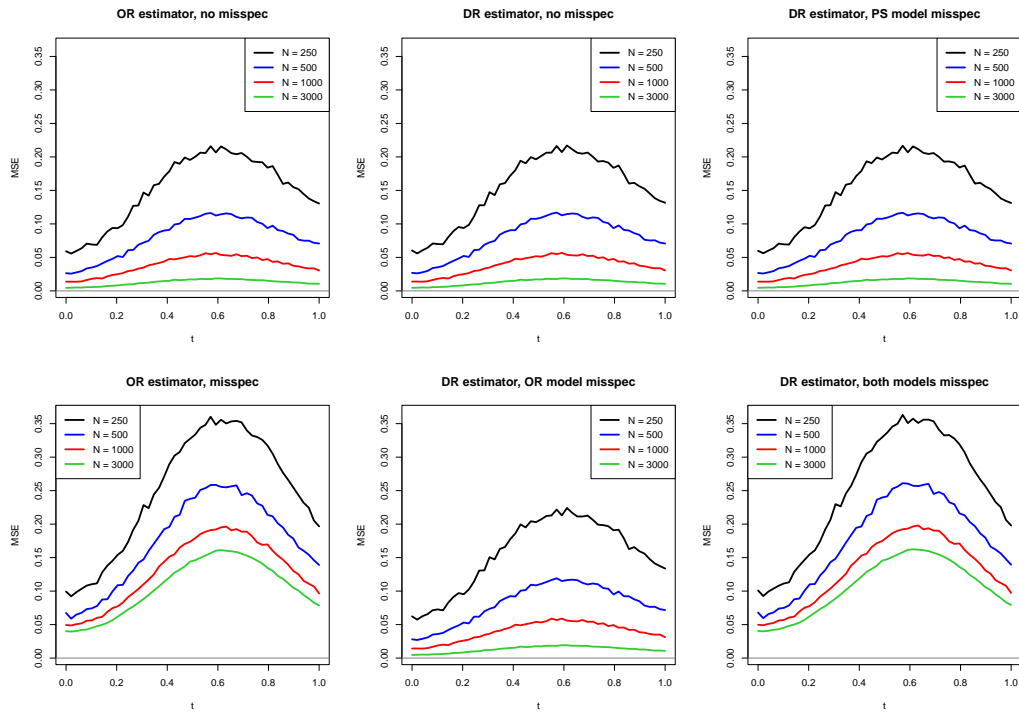 OR estimator, no misspec
MSE
0.00 0.05 0.10 0.15 0.20 0.25 0.30 0.35
N = 250
N = 500
N = 1000
N = 3000
0.0 0.2 0.4 0.6 0.8 1.0
t
DR estimator, no misspec
MSE
0.00 0.05 0.10 0.15 0.20 0.25 0.30 0.35
N = 250
N = 500
N = 1000
N = 3000
0.0 0.2 0.4 0.6 0.8 1.0
t
DR estimator, PS model misspec
MSE
0.00 0.05 0.10 0.15 0.20 0.25 0.30 0.35
N = 250
N = 500
N = 1000
N = 3000
0.0 0.2 0.4 0.6 0.8 1.0
t
OR estimator, misspec
MSE
0.00 0.05 0.10 0.15 0.20 0.25 0.30 0.35
N = 250
N = 500
N = 1000
N = 3000
0.0 0.2 0.4 0.6 0.8 1.0
t
DR estimator, OR model misspec
MSE
0.00 0.05 0.10 0.15 0.20 0.25 0.30 0.35
N = 250
N = 500
N = 1000
N = 3000
0.0 0.2 0.4 0.6 0.8 1.0
t
DR estimator, both models misspec
MSE
0.00 0.05 0.10 0.15 0.20 0.25 0.30 0.35
N = 250
N = 500
N = 1000
N = 3000
0.0 0.2 0.4 0.6 0.8 1.0
t